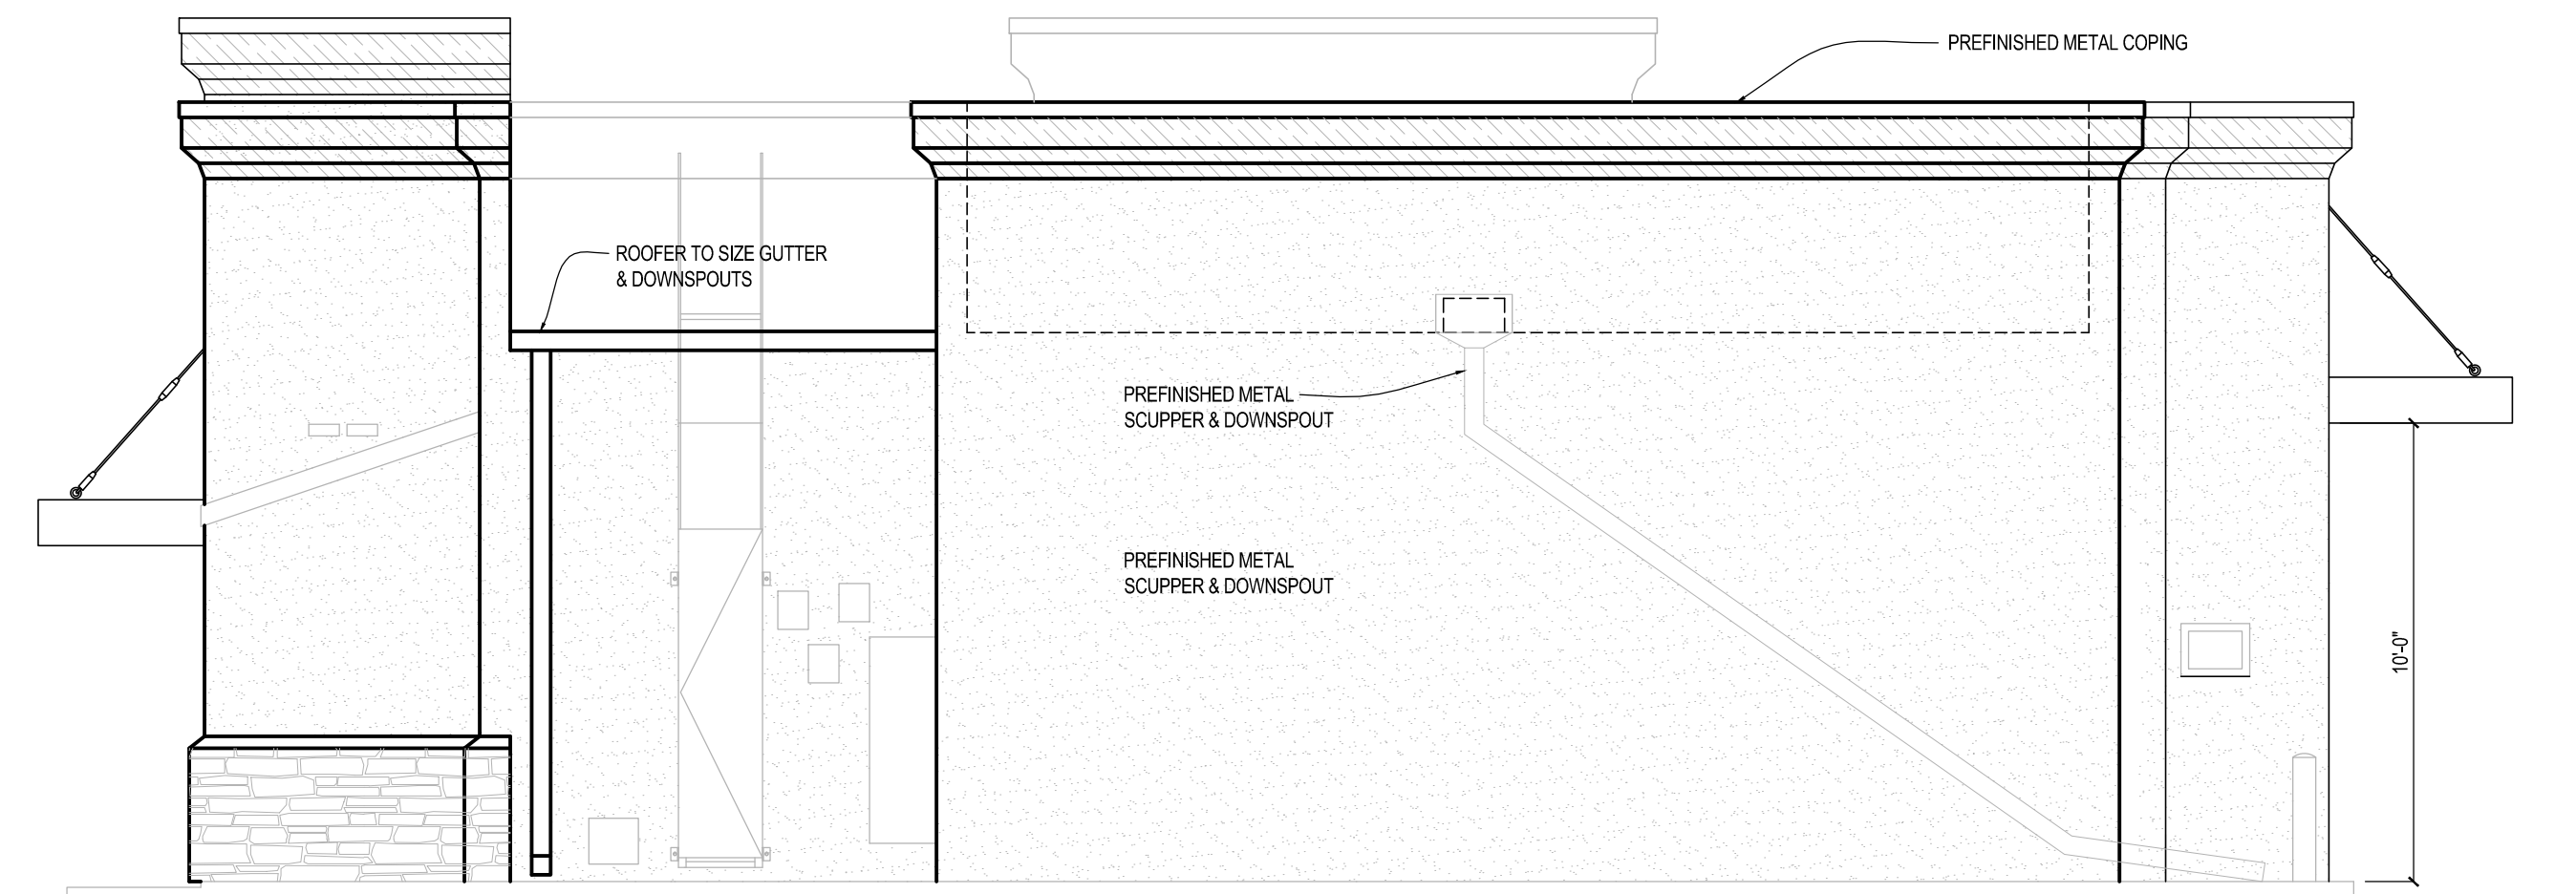 PREFINISHED METAL COPING
ROOFER TO SIZE GUTTER
& DOWNSPOUTS
PREFINISHED METAL
SCUPPER & DOWNSPOUT
PREFINISHED METAL
SCUPPER & DOWNSPOUT
10'-0"